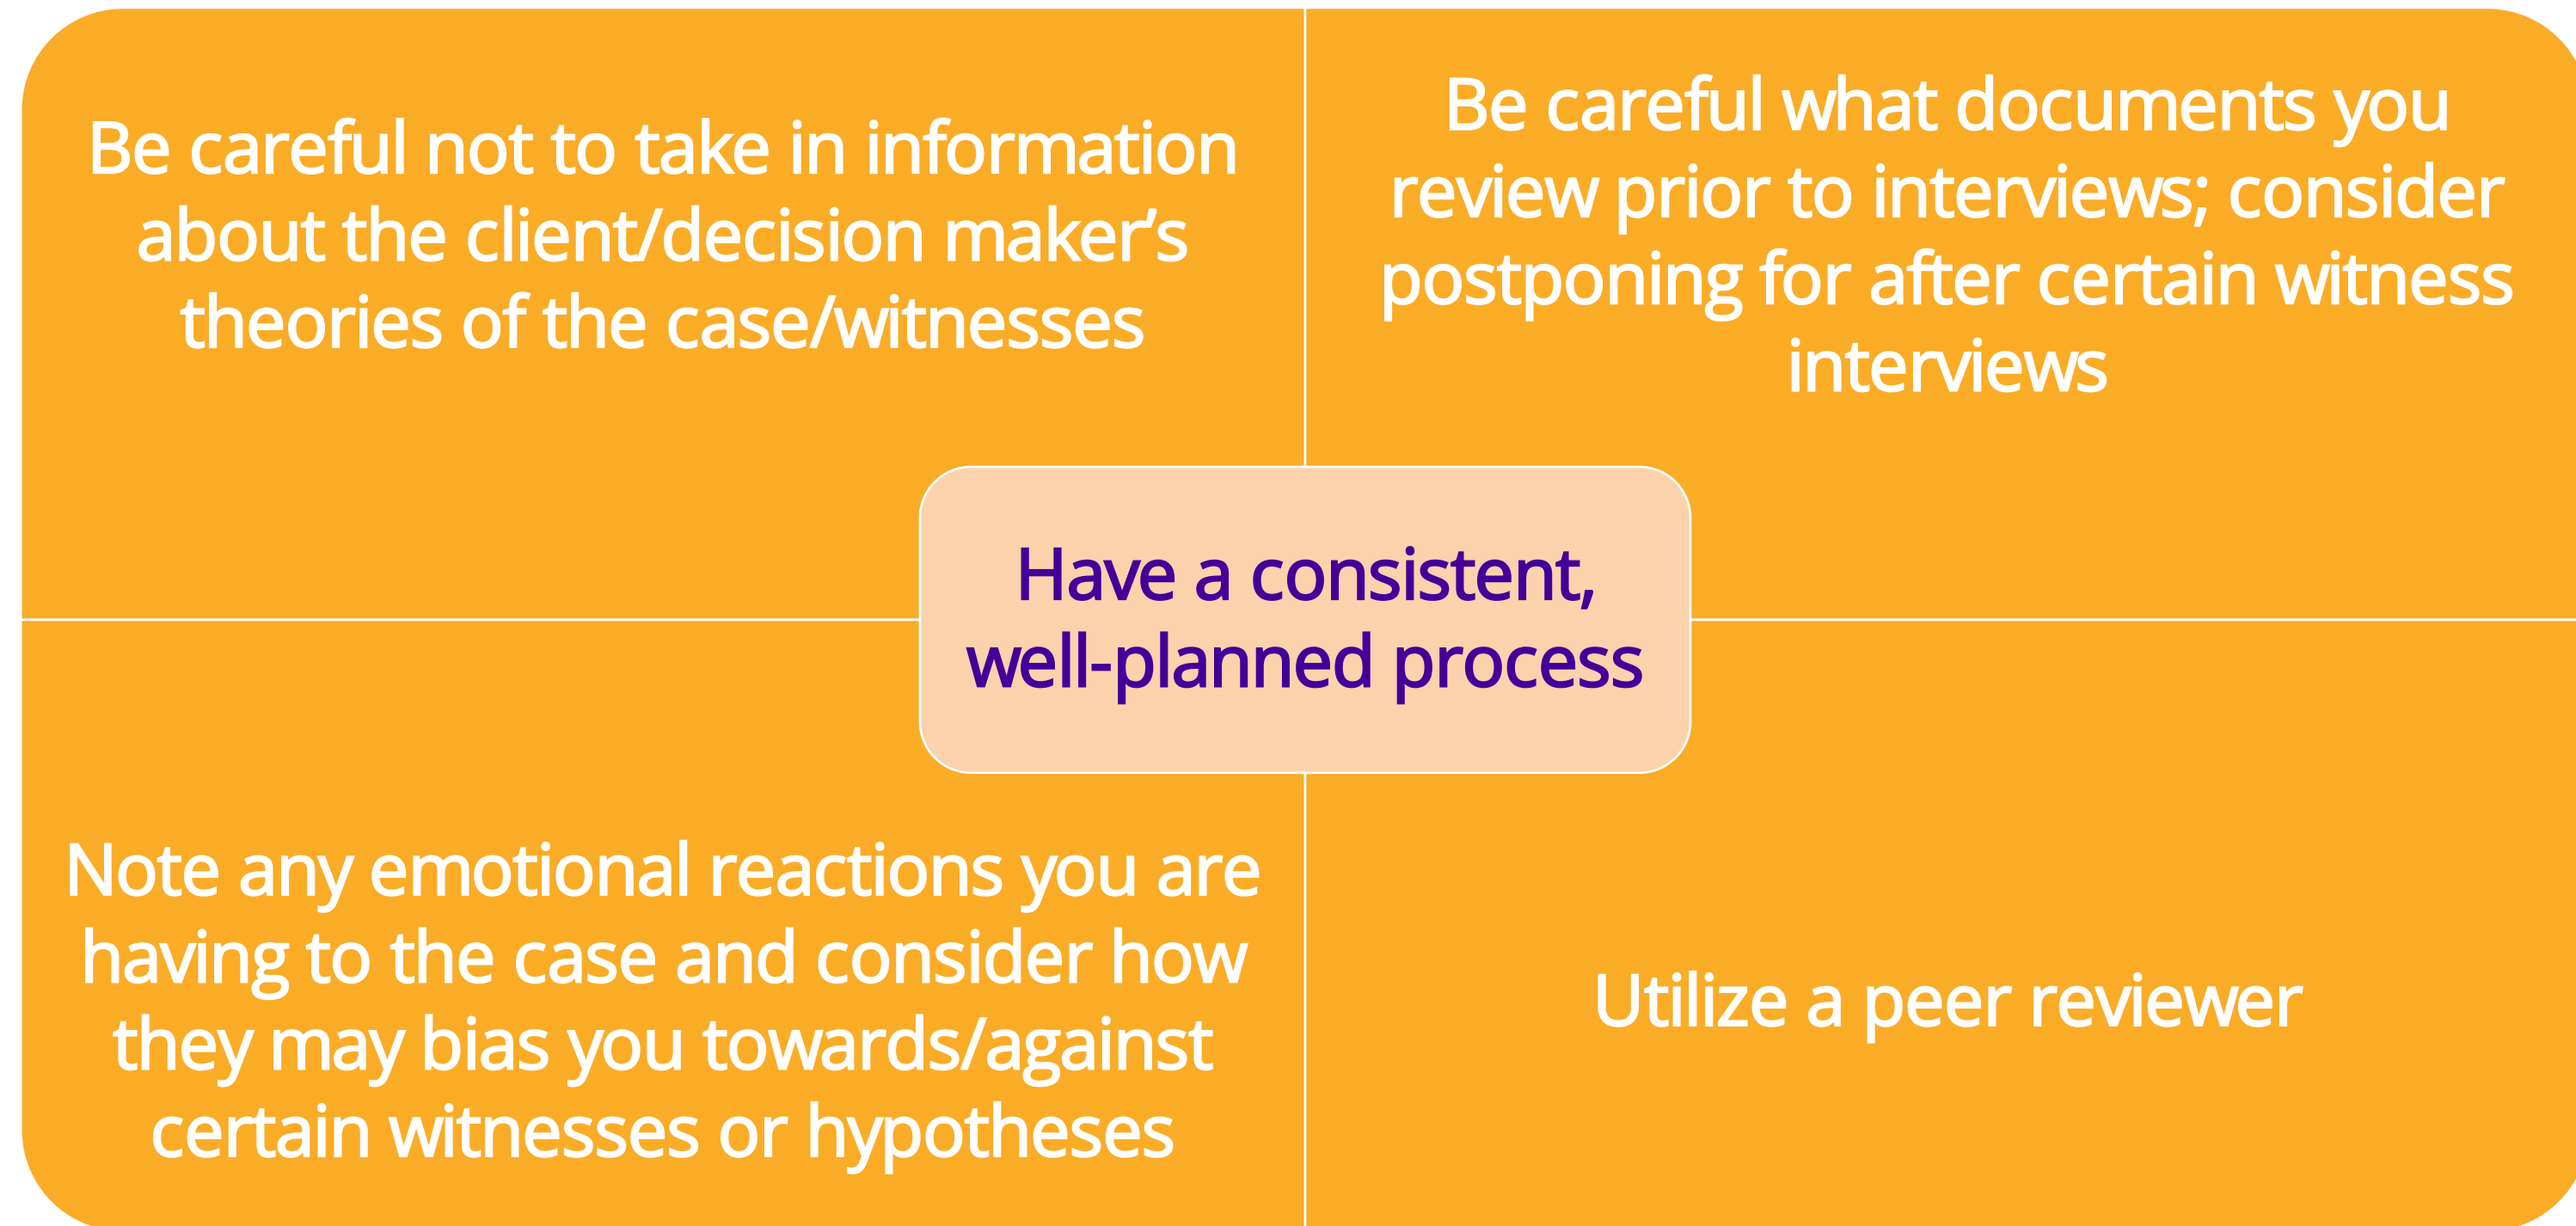 Be careful not to take in information
about the client/decision maker’s
theories of the case/witnesses
Be careful what documents you
review prior to interviews; consider
postponing for after certain witness
interviews
Have a consistent,
well-planned process
Note any emotional reactions you are
having to the case and consider how
they may bias you towards/against
certain witnesses or hypotheses
Utilize a peer reviewer